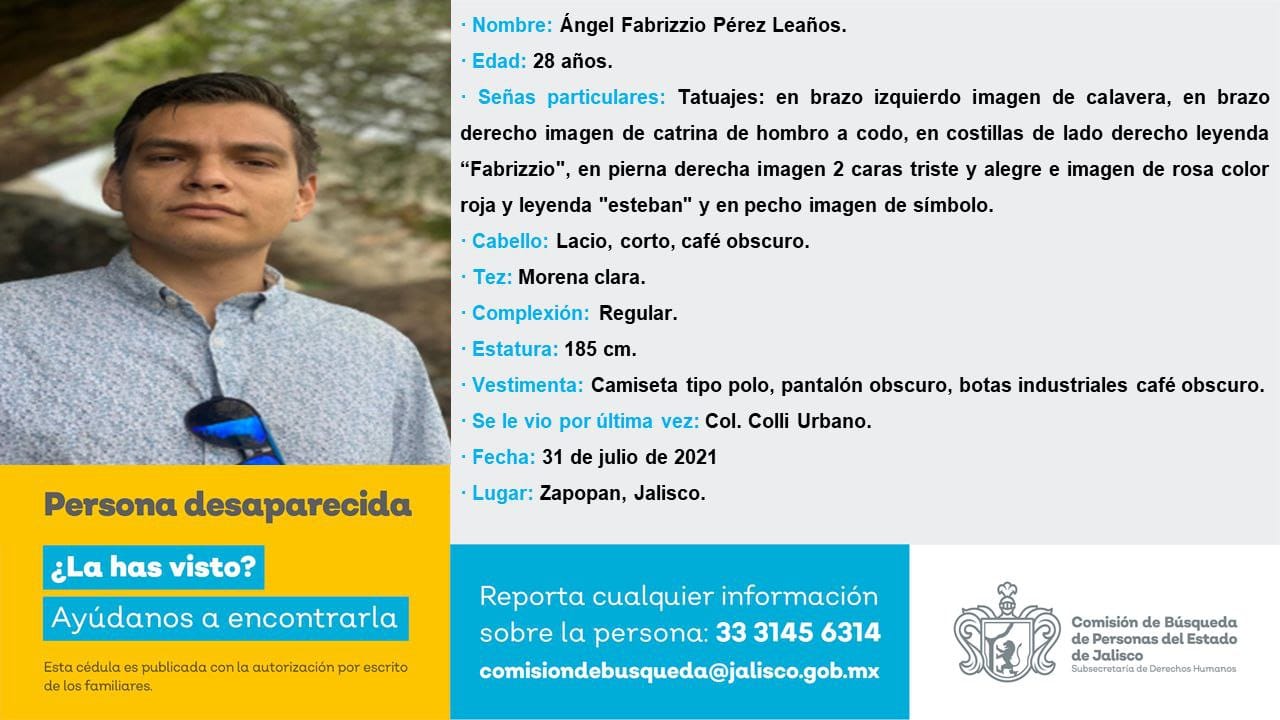 · Nombre: Ángel Fabrizzio Pérez Leaños.
· Edad: 28 años.
· Señas particulares: Tatuajes: en brazo izquierdo imagen de calavera, en brazo
derecho imagen de catrina de hombro a codo, en costillas de lado derecho leyenda
“Fabrizzio", en pierna derecha imagen 2 caras triste y alegre e imagen de rosa color
roja y leyenda "esteban" y en pecho imagen de símbolo.
· Cabello: Lacio, corto, café obscuro.
· Tez: Morena clara.
· Complexión: Regular.
· Estatura: 185 cm.
· Vestimenta: Camiseta tipo polo, pantalón obscuro, botas industriales café obscuro.
· Se le vio por última vez: Col. Colli Urbano.
· Fecha: 31 de julio de 2021
· Lugar: Zapopan, Jalisco.
Persona desaparecida
¿La has visto?
Ayúdanos a encontrarla
Esta cédula es publicada con la autorización por escrito
de los familiares.
Reporta cualquier información
sobre la persona: 33 3145 6314
comisiondebusqueda@jalisco.gob.mx
Comisión de Búsqueda
de Personas del Estado
de Jalisco
Subsecretaría de Derechos Humanos